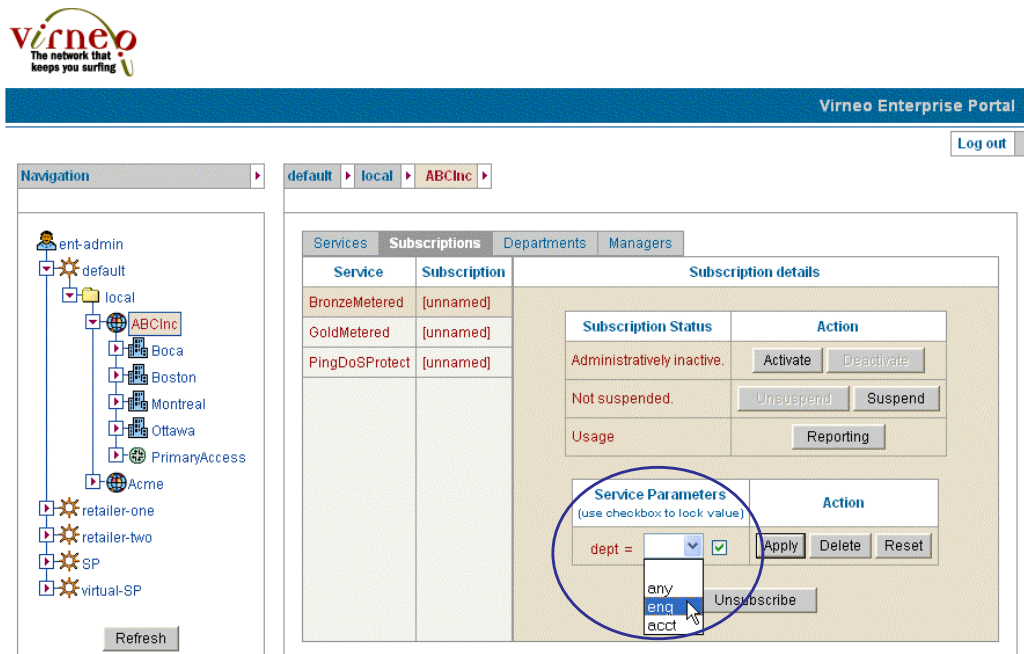 Virneo
The network that
keeps you surfing
Virneo Enterprise Portal
Log out
Navigation
default local ABCInc
ent-admin
default
local
ABCInc
Boca
Boston
Montreal
Ottawa
PrimaryAccess
Acme
retailer-one
retailer-two
SP
virtual-SP
Refresh
Services Subscriptions Departments Managers
Service Subscription Subscription details
BronzeMetered [unnamed]
GoldMetered [unnamed]
PingDoSProtect [unnamed]
Subscription Status Action
Administratively inactive. Activate Deactivate
Not suspended. Unsuspend Suspend
Usage Reporting
Service Parameters Action
(use checkbox to lock value)
dept = Apply Delete Reset
any
eng
acct
Unsubscribe